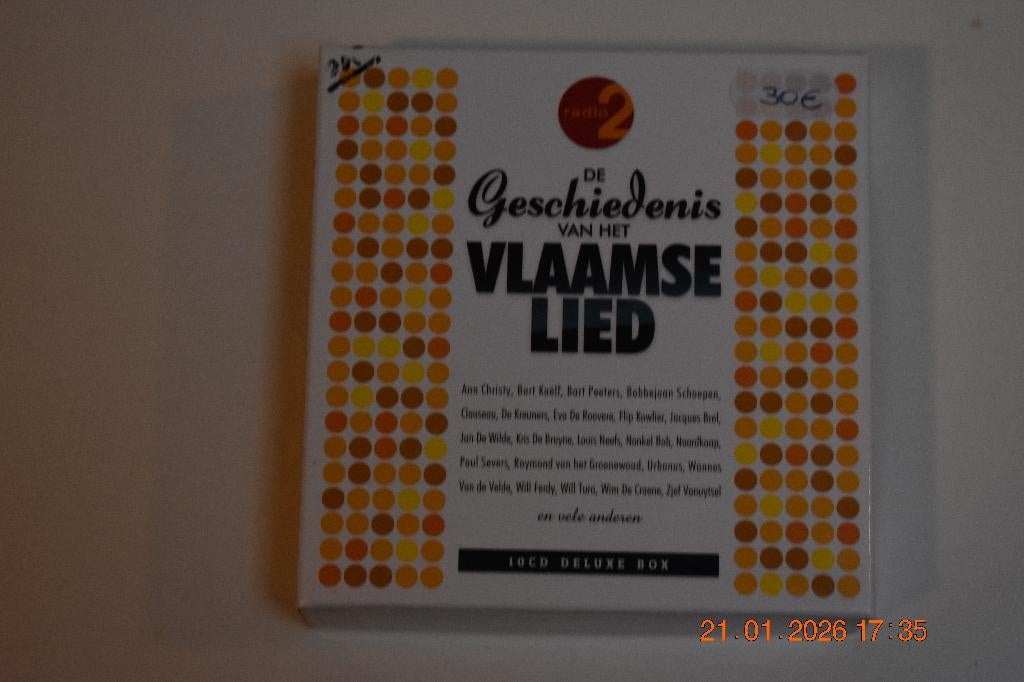 30€
radio 2
DE
Geschiedenis
VAN HET
VLAAMSE
LIED
Ann Christy, Bart Kaëll, Bart Peeters, Bobbejaan Schoepen,
Clouseau, De Kreuners, Eva De Roovere, Flip Kowlier, Jacques Brel,
Jan De Wilde, Kris De Bruyne, Louis Neefs, Nonkel Bob, Noordkaap,
Paul Severs, Raymond van het Groenewoud, Urbanus, Wannes
Van de Velde, Will Ferdy, Will Tura, Wim De Craene, Zjef Vanuytsel
en vele anderen
10CD DELUXE BOX
21.01.2026 17:35